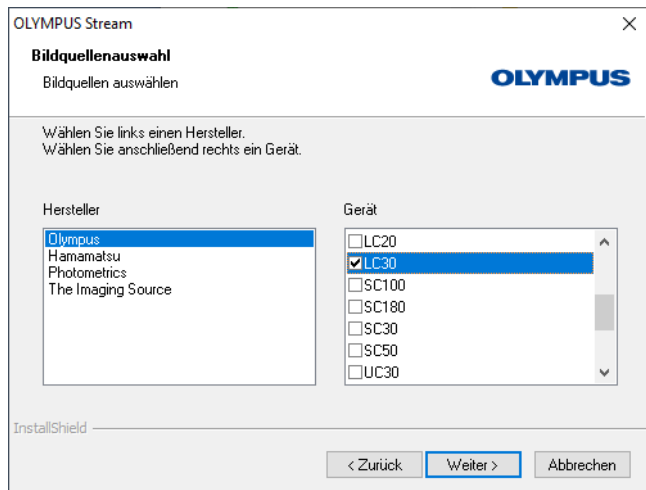 OLYMPUS Stream
Bildquellenauswahl
Bildquellen auswählen
OLYMPUS
Wählen Sie links einen Hersteller.
Wählen Sie anschließend rechts ein Gerät.
Hersteller
Olympus
Hamamatsu
Photometrics
The Imaging Source
Gerät
LC20
LC30
SC100
SC180
SC30
SC50
UC30
InstallShield
< Zurück
Weiter >
Abbrechen